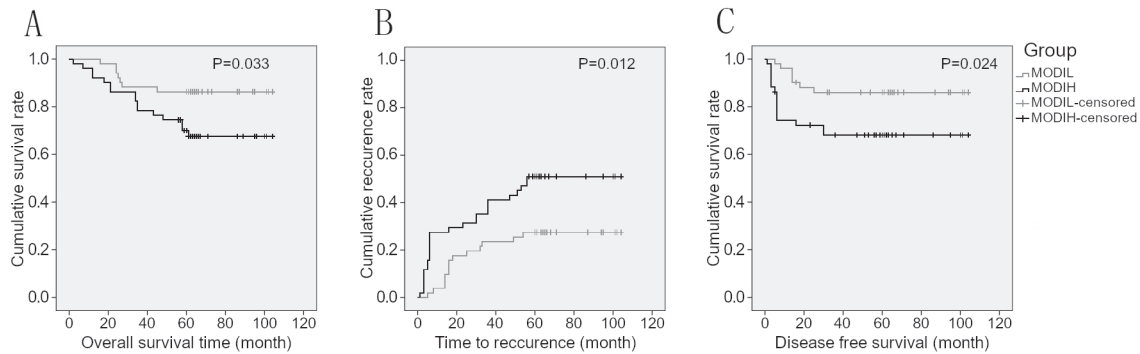 A
B
C
P=0.033
P=0.012
P=0.024
Group
MODIL
MODIH
MODIL-censored
MODIH-censored
Cumulative survival rate
1.0
0.8
0.6
0.4
0.2
0.0
0 20 40 60 80 100 120
Overall survival time (month)
Cumulative reccurence rate
1.0
0.8
0.6
0.4
0.2
0.0
0 20 40 60 80 100 120
Time to reccurence (month)
Cumulative survival rate
1.0
0.8
0.6
0.4
0.2
0.0
0 20 40 60 80 100 120
Disease free survival (month)